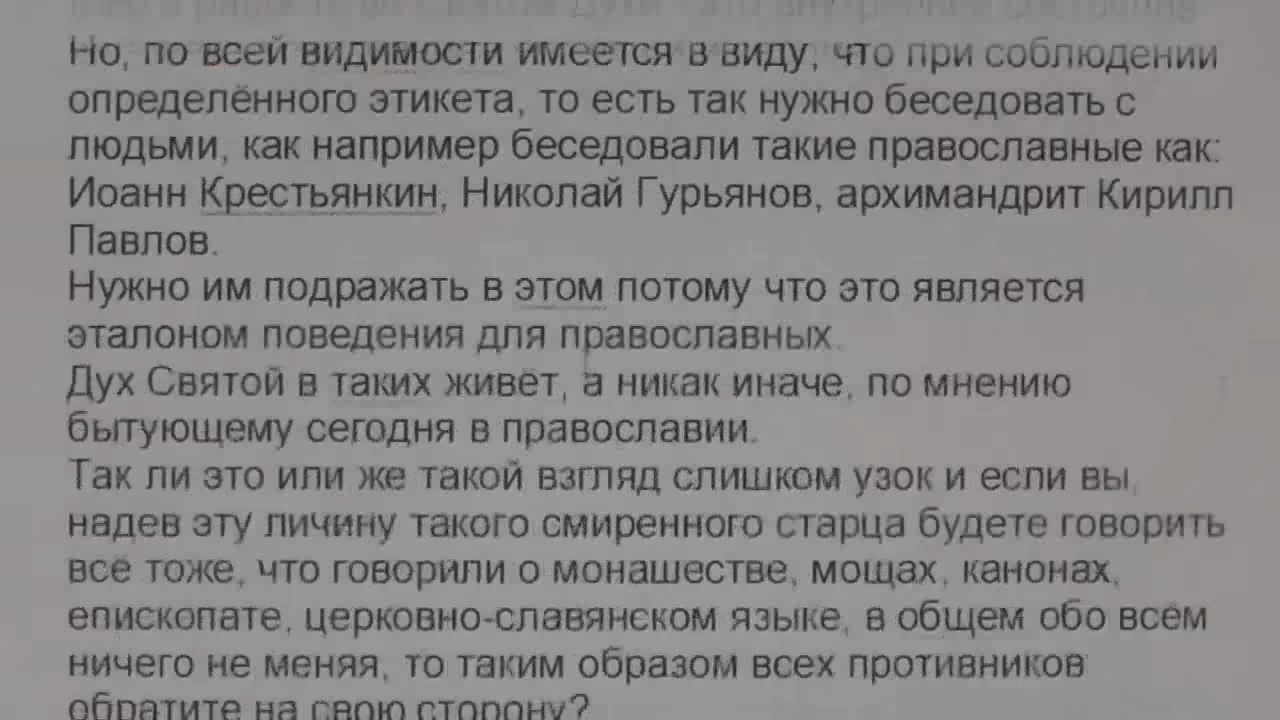 Но, по всей видимости имеется в виду, что при соблюдении
определённого этикета, то есть так нужно беседовать с
людьми, как например беседовали такие православные как:
Иоанн Крестьянкин, Николай Гурьянов, архимандрит Кирилл
Павлов.
Нужно им подражать в этом потому что это является
эталоном поведения для православных.
Дух Святой в таких живёт, а никак иначе, по мнению
бытующему сегодня в православии.
Так ли это или же такой взгляд слишком узок и если вы,
надев эту личину такого смиренного старца будете говорить
всё тоже, что говорили о монашестве, мощах, канонах,
епископате, церковно-славянском языке, в общем обо всём
ничего не меняя, то таким образом всех противников
обратите на свою сторону?